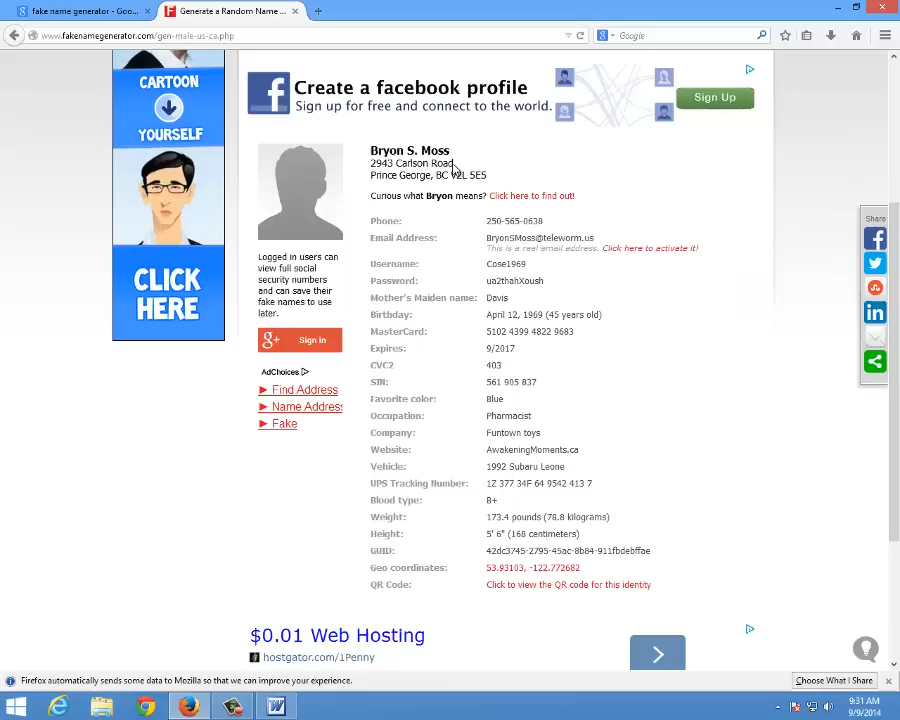 fake name generator - Goo...
Generate a Random Name ...
www.fakenamegenerator.com/gen-male-us-ca.php
Google
CARTOON
YOURSELF
CLICK
HERE
Create a facebook profile
Sign up for free and connect to the world.
Sign Up
Bryon S. Moss
2943 Carlson Road
Prince George, BC 5E5
Curious what Bryon means? Click here to find out!
Phone: 250-565-0638
Email Address: BryonSMoss@teleworm.us
This is a real email address. Click here to activate it!
Username: Cose1969
Password: ua2thahXoush
Mother's Maiden name: Davis
Birthday: April 12, 1969 (45 years old)
MasterCard: 5102 4399 4822 9683
Expires: 9/2017
CVC2 403
SIN: 561 905 837
Favorite color: Blue
Occupation: Pharmacist
Company: Funtown toys
Website: AwakeningMoments.ca
Vehicle: 1992 Subaru Leone
UPS Tracking Number: 1Z 377 34F 64 9542 413 7
Blood type: B+
Weight: 173.4 pounds (78.8 kilograms)
Height: 5' 6" (168 centimeters)
GUID: 42dc3745-2795-45ac-8b84-911fbdebffae
Geo coordinates: 53.93103, -122.772682
QR Code: Click to view the QR code for this identity
Logged in users can
view full social
security numbers
and can save their
fake names to use
later.
g+ Sign in
AdChoices
► Find Address
► Name Address
► Fake
Share
$0.01 Web Hosting
hostgator.com/1Penny
Firefox automatically sends some data to Mozilla so that we can improve your experience.
Choose What I Share
9:31 AM
9/9/2014